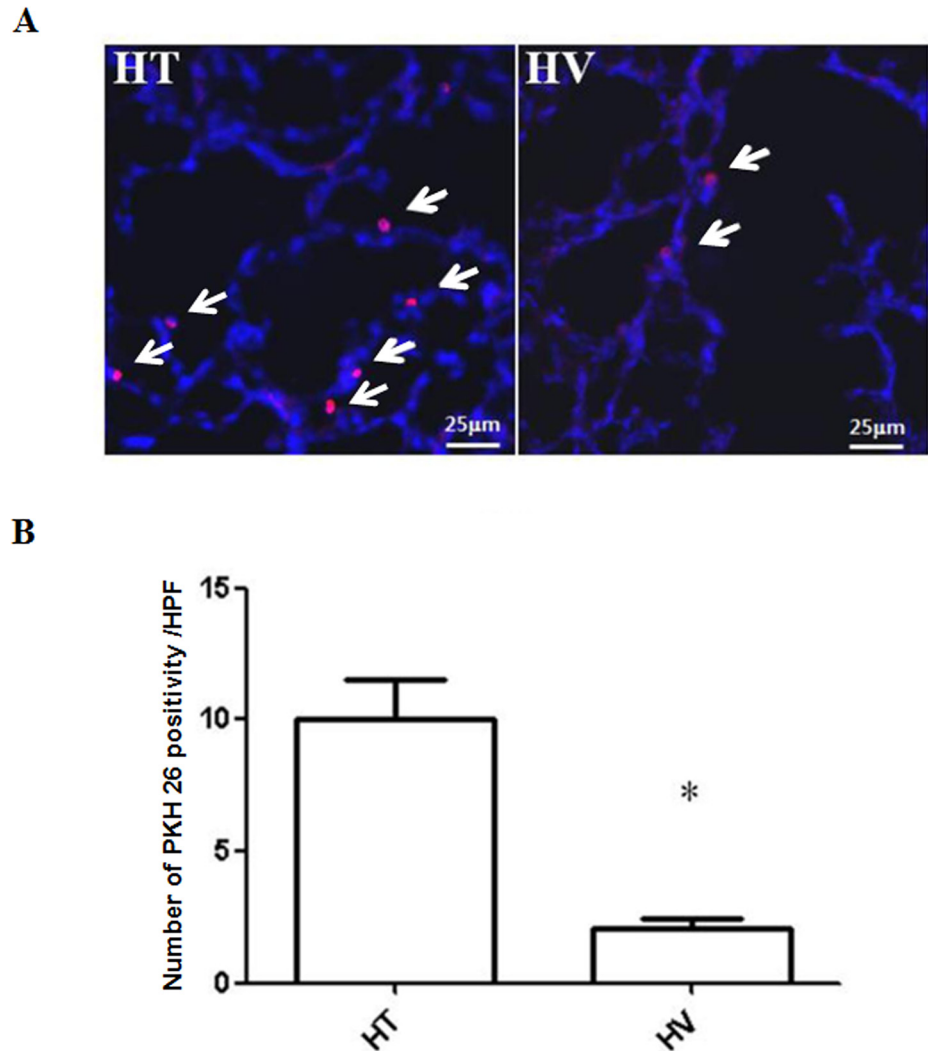 A
HT
HV
25μm
25μm
B
Number of PKH 26 positivity /HPF
15
10
5
0
*
HT
HV